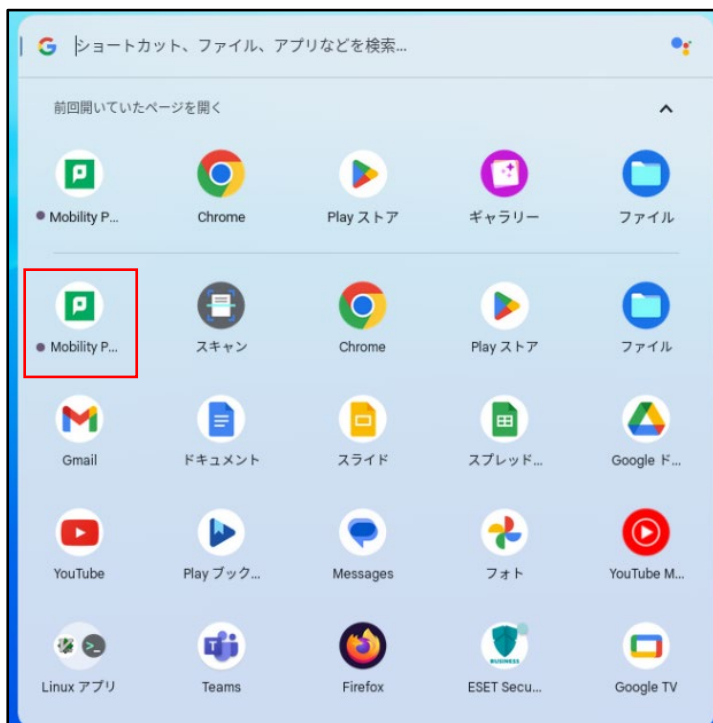 ショートカット、ファイル、アプリなどを検索...
前回開いていたページを開く
Mobility P...
Chrome
Play ストア
ギャラリー
ファイル
Mobility P...
スキャン
Chrome
Play ストア
ファイル
Gmail
ドキュメント
スライド
スプレッド...
Google ド...
YouTube
Play ブック...
Messages
フォト
YouTube M...
Linux アプリ
Teams
Firefox
BUSINESS
ESET Secu...
Google TV